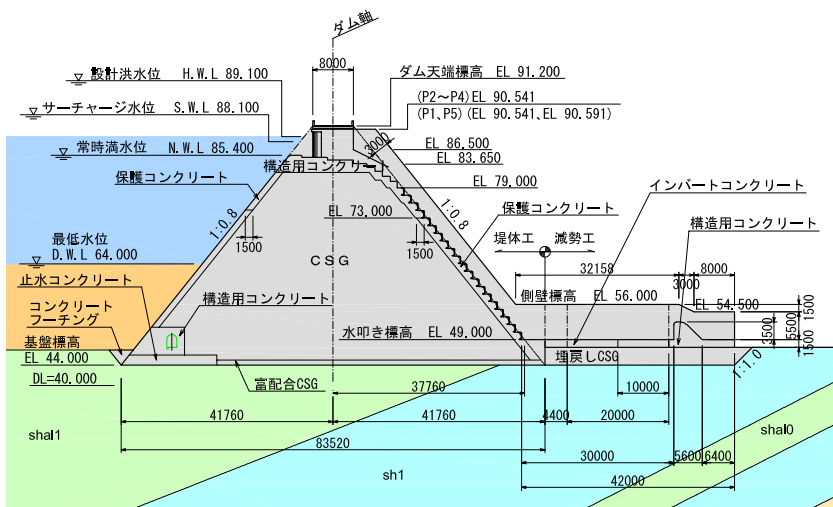 ダム軸
8000
設計洪水位 H.W.L 89.100
ダム天端標高 EL 91.200
(P2～P4)EL 90.541
(P1、P5)(EL 90.541、EL 90.591)
サーチャージ水位 S.W.L 88.100
3000
EL 86,500
EL 83.650
常時満水位 N.W.L 85.400
構造用コンクリート
EL 79.000
保護コンクリート
インバートコンクリート
1:0.8
EL 73.000
1:0.8
保護コンクリート
構造用コンクリート
1500
1500
堤体工
減勢工
最低水位
D.W.L 64.000
CSG
32158
3000
8000
止水コンクリート
構造用コンクリート
側壁標高 EL 56.000
EL 54.500
コンクリート
フーチング
水叩き標高 EL 49.000
3500
5500
1500
1500
基盤標高
EL 44.000
埋戻しCSG
1:1.0
DL=40.000
富配合CSG
37760
10000
41760
41760
4400
20000
83520
30000
5600
6400
42000
shal1
sh1
shal0